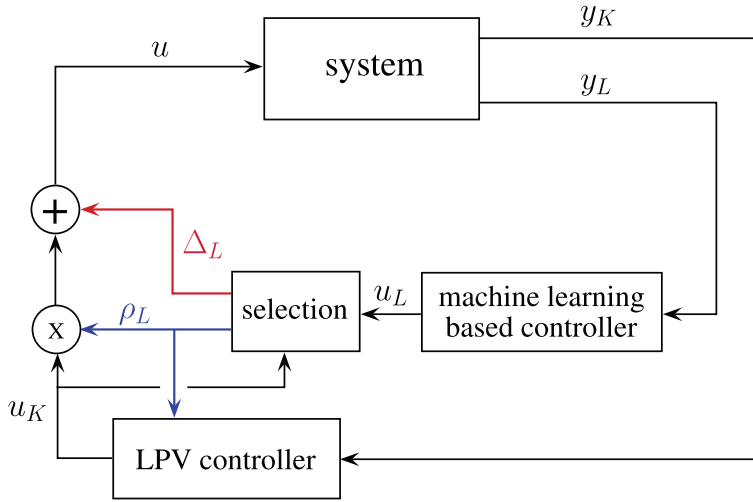 y_K
u
system
y_L
+
Δ_L
selection
u_L
machine learning
based controller
ρ_L
x
u_K
LPV controller